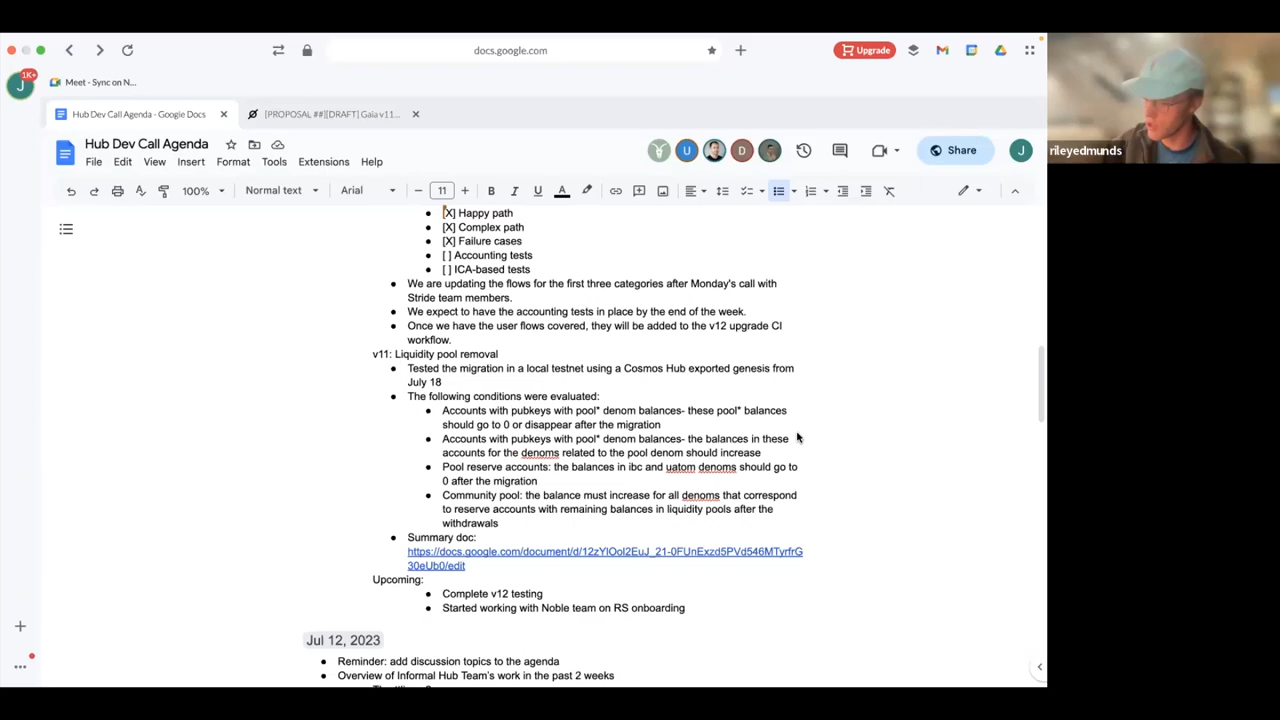 docs.google.com
Upgrade
1K+
J
Meet - Sync on N...
Hub Dev Call Agenda - Google Docs
[PROPOSAL ##][DRAFT] Gaia v11...
Hub Dev Call Agenda
File Edit View Insert Format Tools Extensions Help
U
D
Share
J
100%
Normal text
Arial
11
[X] Happy path
[X] Complex path
[X] Failure cases
[ ] Accounting tests
[ ] ICA-based tests
We are updating the flows for the first three categories after Monday's call with
Stride team members.
We expect to have the accounting tests in place by the end of the week.
Once we have the user flows covered, they will be added to the v12 upgrade CI
workflow.
v11: Liquidity pool removal
Tested the migration in a local testnet using a Cosmos Hub exported genesis from
July 18
The following conditions were evaluated:
Accounts with pubkeys with pool* denom balances- these pool* balances
should go to 0 or disappear after the migration
Accounts with pubkeys with pool* denom balances- the balances in these
accounts for the denoms related to the pool denom should increase
Pool reserve accounts: the balances in ibc and uatom denoms should go to
0 after the migration
Community pool: the balance must increase for all denoms that correspond
to reserve accounts with remaining balances in liquidity pools after the
withdrawals
Summary doc:
https://docs.google.com/document/d/12zYlOol2EuJ_21-0FUnExzd5PVd546MTyrfrG
30eUb0/edit
Upcoming:
Complete v12 testing
Started working with Noble team on RS onboarding
Jul 12, 2023
Reminder: add discussion topics to the agenda
Overview of Informal Hub Team's work in the past 2 weeks
rileyedmunds